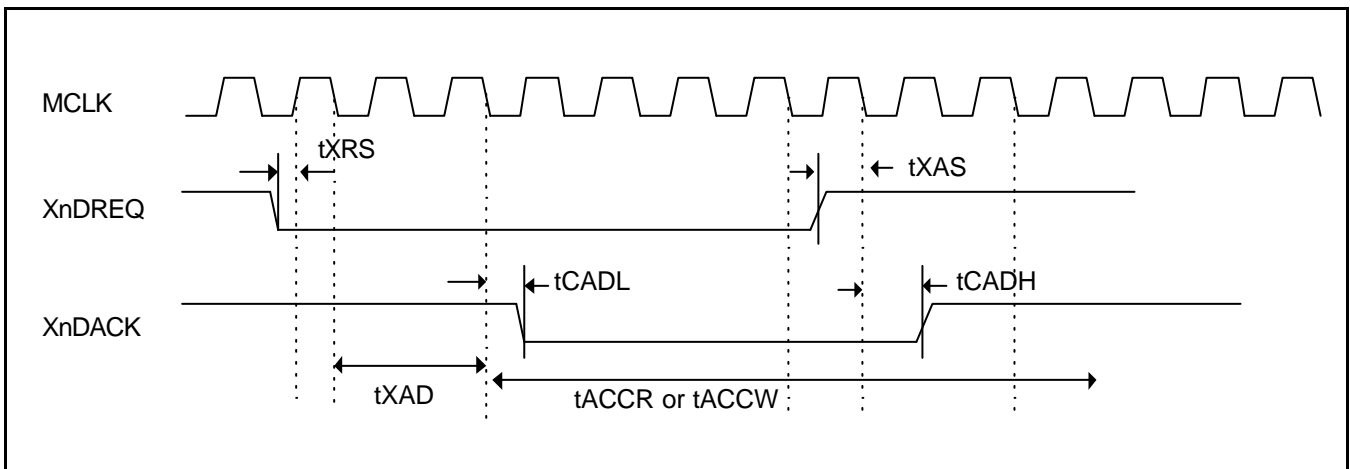 MCLK
tXRS
tXAS
XnDREQ
tCADL
tCADH
XnDACK
tXAD
tACCR or tACCW